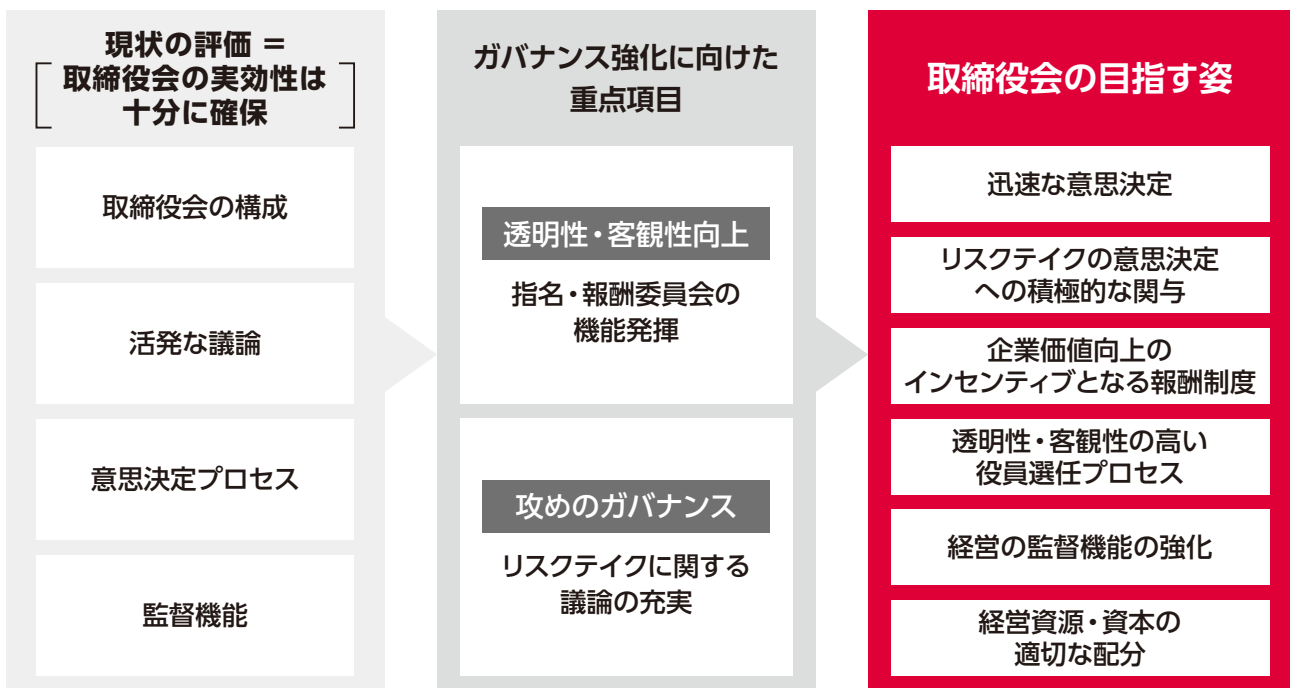 現状の評価 =
取締役会の実効性は
十分に確保
取締役会の構成
活発な議論
意思決定プロセス
監督機能
ガバナンス強化に向けた
重点項目
透明性・客観性向上
指名・報酬委員会の
機能発揮
攻めのガバナンス
リスクテイクに関する
議論の充実
取締役会の目指す姿
迅速な意思決定
リスクテイクの意思決定
への積極的な関与
企業価値向上の
インセンティブとなる報酬制度
透明性・客観性の高い
役員選任プロセス
経営の監督機能の強化
経営資源・資本の
適切な配分